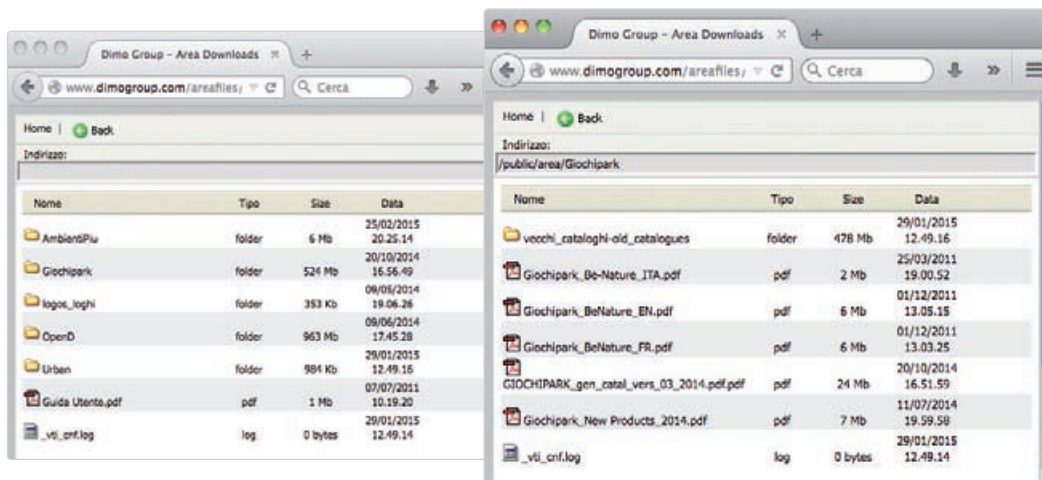 Dimo Group - Area Downloads
www.dimogroup.com/areafiles/ Cerca
Home | Back
Indirizzo:
Nome Tipo Size Data
AmbientiPiu folder 6 Mb 25/02/2015 20.25.14
Giochipark folder 524 Mb 20/10/2014 16.56.49
logos_loghi folder 353 Kb 09/05/2014 19.06.26
OpenD folder 963 Mb 09/06/2014 17.45.28
Urban folder 984 Kb 29/01/2015 12.49.16
Guida Utente.pdf pdf 1 Mb 07/07/2011 10.19.20
_vti_cnf.log log 0 bytes 29/01/2015 12.49.14
Dimo Group - Area Downloads
www.dimogroup.com/areafiles/ Cerca
Home | Back
Indirizzo:
/public/area/Giochipark
Nome Tipo Size Data
vecchi_cataloghi-old_catalogues folder 478 Mb 29/01/2015 12.49.16
Giochipark_Be-Nature_ITA.pdf pdf 2 Mb 25/03/2011 19.00.52
Giochipark_BeNature_EN.pdf pdf 6 Mb 01/12/2011 13.05.15
Giochipark_BeNature_FR.pdf pdf 6 Mb 01/12/2011 13.03.25
GIOCHIPARK_gen_catal_vers_03_2014.pdf.pdf pdf 24 Mb 20/10/2014 16.51.59
Giochipark_New Products_2014.pdf pdf 7 Mb 11/07/2014 19.59.58
_vti_cnf.log log 0 bytes 29/01/2015 12.49.14